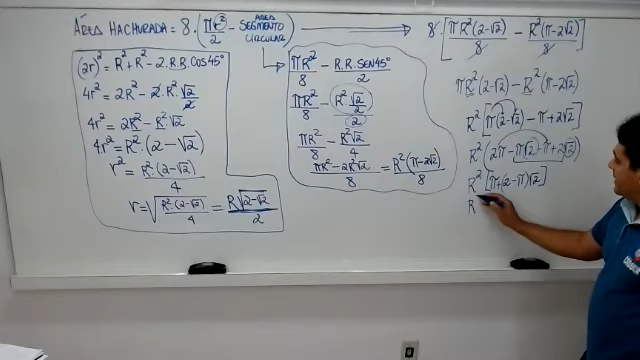 ÁREA HACHURADA = 8 · (πr²/2 - ÁREA SEGMENTO CIRCULAR)
(2r)² = R² + R² - 2.R.R.COS45°
4r² = 2R² - 2.R².√2/2
4r² = 2R² - R²√2
4r² = R².(2-√2)
r² = R².(2-√2)/4
r = √(R².(2-√2)/4) = R√(2-√2)/2
πR²/8 - R.R.SEN45°/2
πR²/8 - (R²√2/2)/2
πR²/8 - R²√2/4
πR² - 2R²√2/8 = R²(π-2√2)/8
8·[πR²(2-√2)/8 - R²(π-2√2)/8]
πR²(2-√2) - R²(π-2√2)
R²[π(2-√2) - π+2√2]
R²(2π-π√2-π+2√2)
R²[π+(2-π)√2]
R